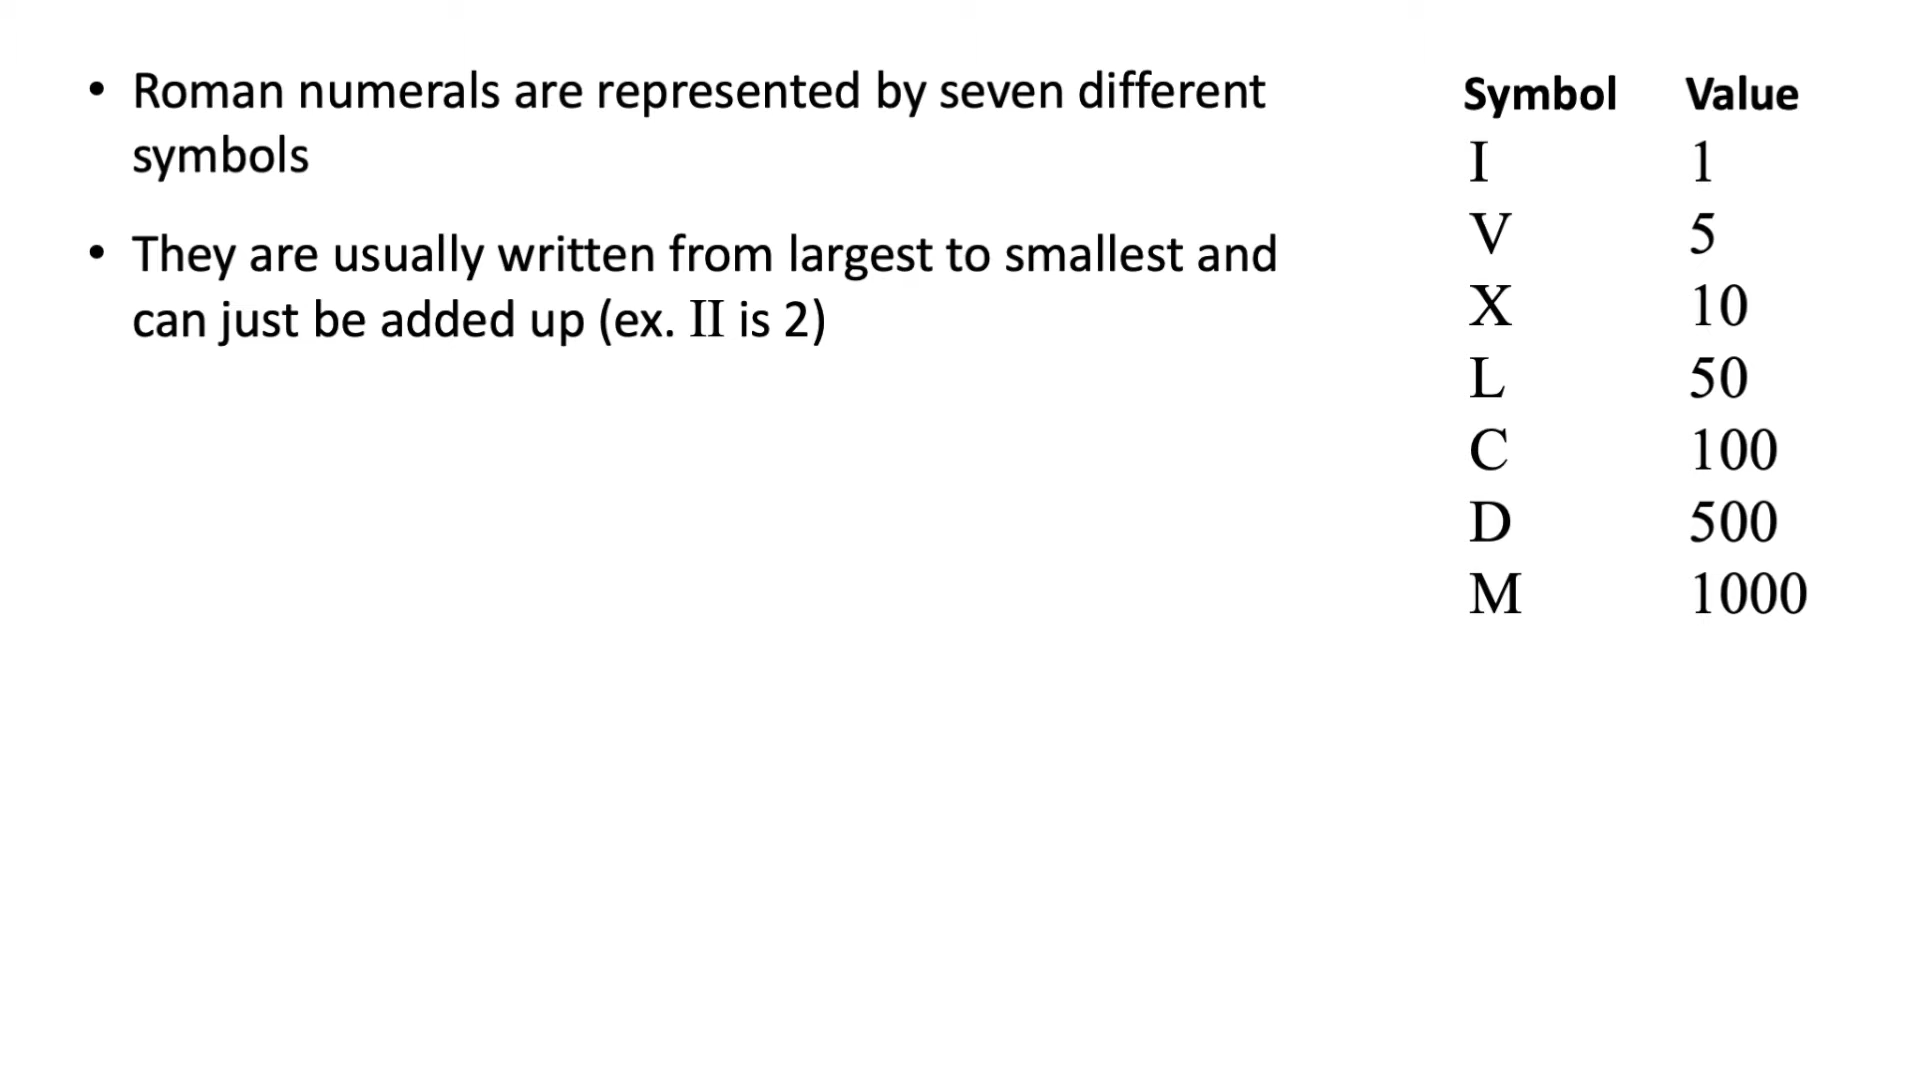 • Roman numerals are represented by seven different
symbols
• They are usually written from largest to smallest and
can just be added up (ex. II is 2)
Symbol Value
I 1
V 5
X 10
L 50
C 100
D 500
M 1000